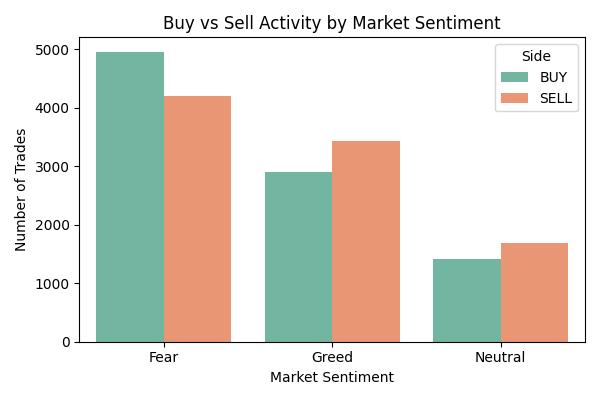 Buy vs Sell Activity by Market Sentiment
Number of Trades
5000
4000
3000
2000
1000
0
Side
BUY
SELL
Fear
Greed
Neutral
Market Sentiment